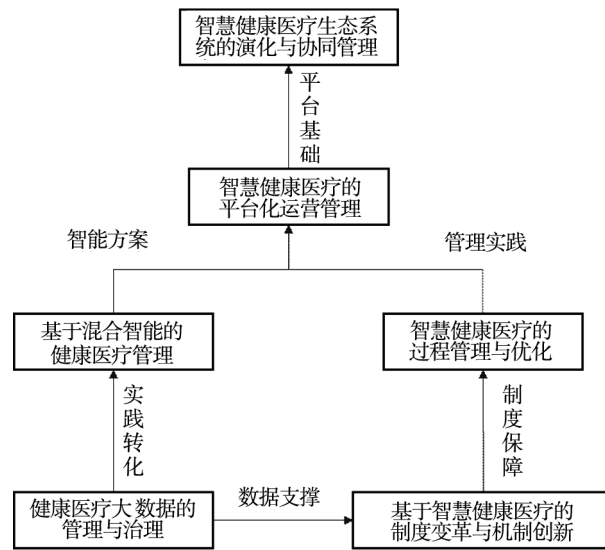 智慧健康医疗生态系
统的演化与协同管理
平
台
基
础
智慧健康医疗的
平台化运营管理
智能方案
管理实践
基于混合智能的
健康医疗管理
智慧健康医疗的
过程管理与优化
实
践
转
化
制
度
保
障
健康医疗大数据的
管理与治理
数据支撑
基于智慧健康医疗的
制度变革与机制创新